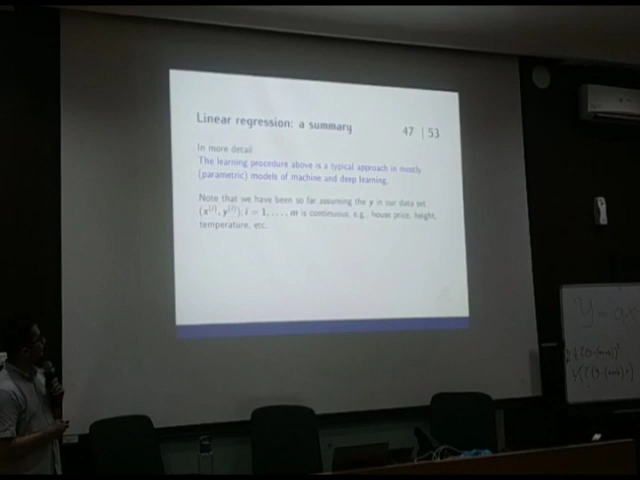 Linear regression: a summary
47 | 53
In more detail
The learning procedure above is a typical approach in mostly
(parametric) models of machine and deep learning.
Note that we have been so far assuming the y in our data set
(x⁽ⁱ⁾, y⁽ⁱ⁾), i = 1, . . . , m is continuous, e.g., house price, height,
temperature, etc.
y =